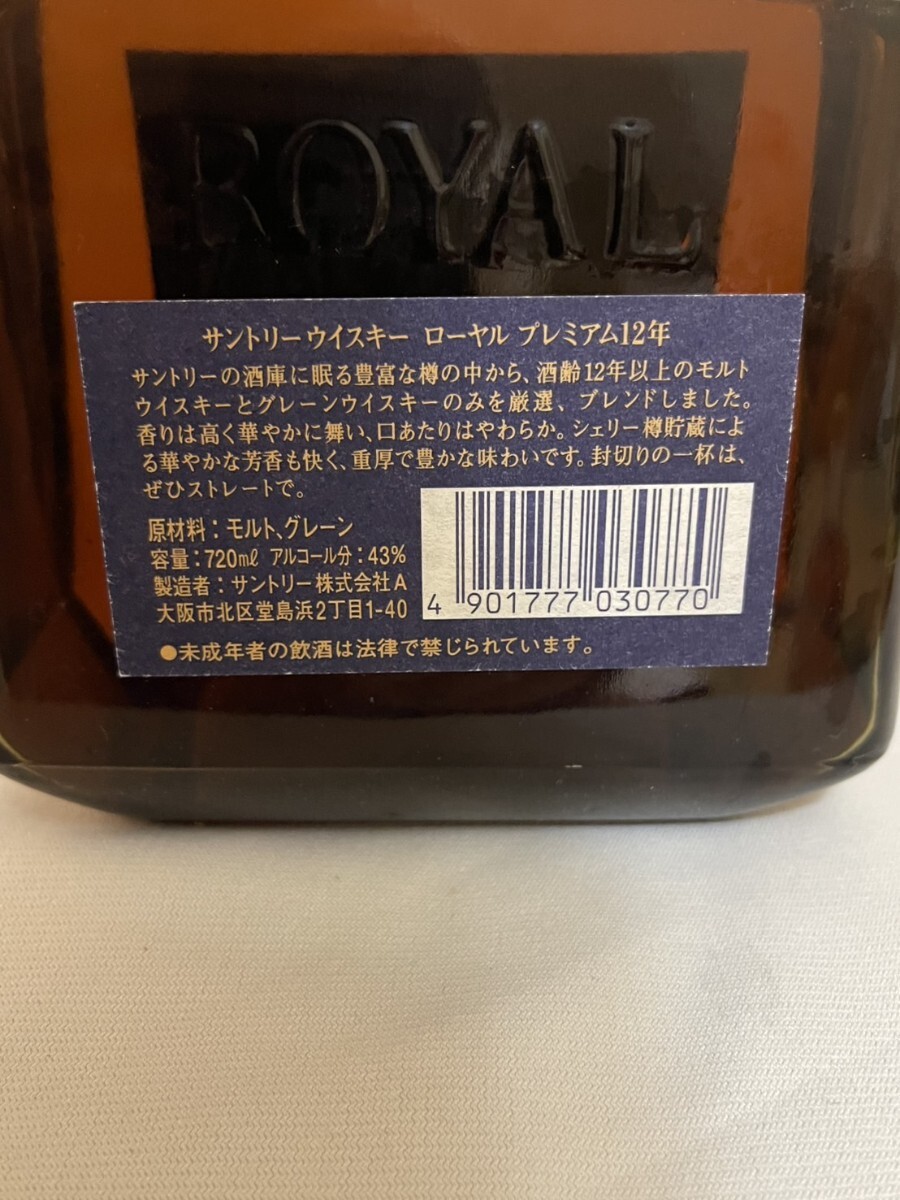 ROYAL
サントリーウイスキー ローヤル プレミアム12年
サントリーの酒庫に眠る豊富な樽の中から、酒齢12年以上のモルト
ウイスキーとグレーンウイスキーのみを厳選、ブレンドしました。
香りは高く華やかに舞い、口あたりはやわらか。シェリー樽貯蔵によ
る華やかな芳香も快く、重厚で豊かな味わいです。封切りの一杯は、
ぜひストレートで。
原材料：モルト、グレーン
容量：720mℓ アルコール分：43%
製造者：サントリー株式会社A
大阪市北区堂島浜2丁目1-40
4 901777 030770
●未成年者の飲酒は法律で禁じられています。